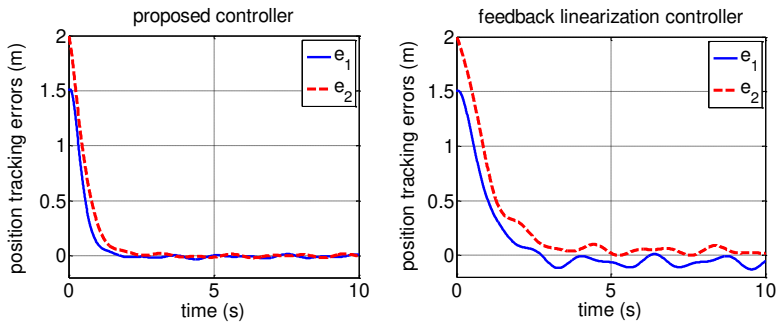 proposed controller
position tracking errors (m)
2
1.5
1
0.5
0
0
5
10
time (s)
e1
e2
feedback linearization controller
position tracking errors (m)
2
1.5
1
0.5
0
0
5
10
time (s)
e1
e2